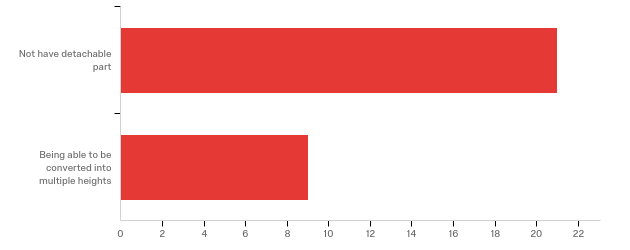 Not have detachable
part
Being able to be
converted into
multiple heights
0 2 4 6 8 10 12 14 16 18 20 22